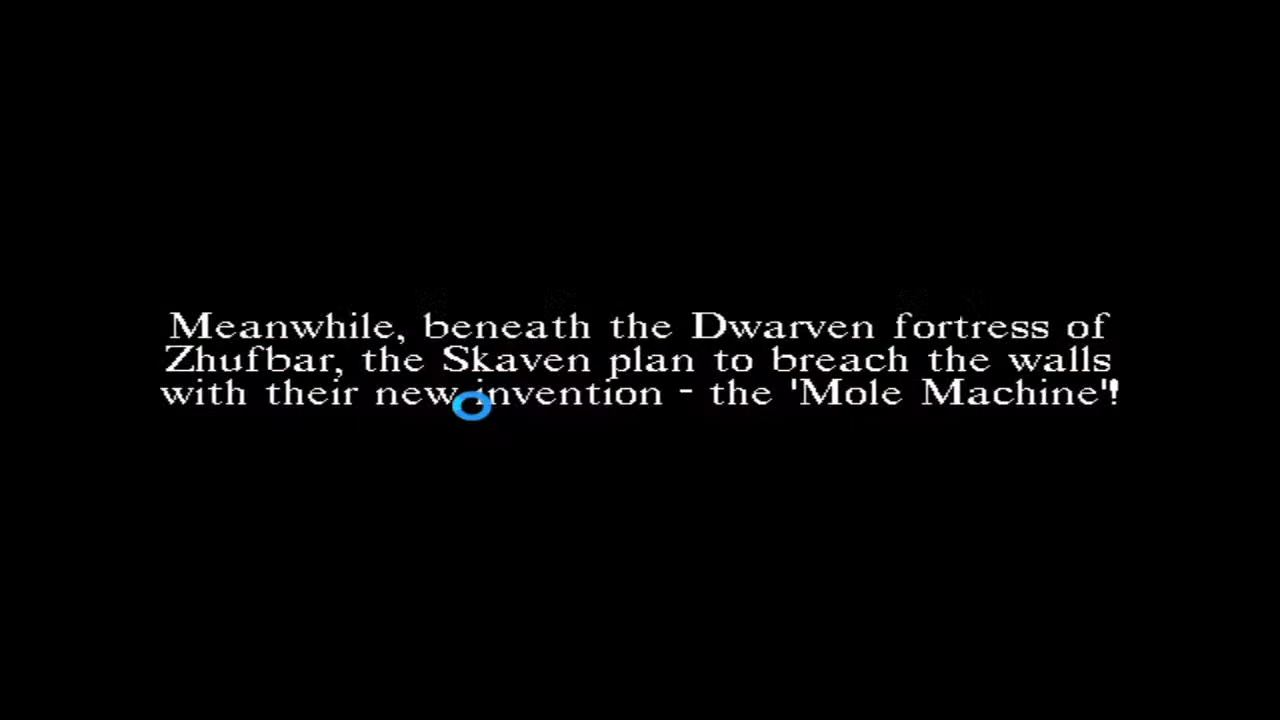 Meanwhile, beneath the Dwarven fortress of
Zhufbar, the Skaven plan to breach the walls
with their new invention - the 'Mole Machine'!